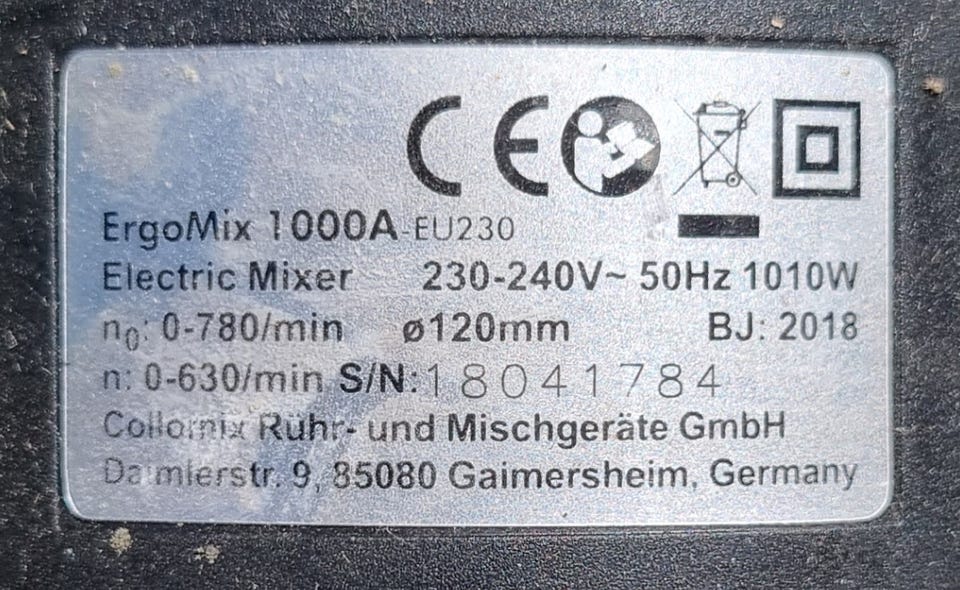 CE
ErgoMix 1000A-EU230
Electric Mixer 230-240V~ 50Hz 1010W
n₀: 0-780/min ø120mm BJ: 2018
n: 0-630/min S/N:18041784
Collomix Rühr- und Mischgeräte GmbH
Daimlerstr. 9, 85080 Gaimersheim, Germany